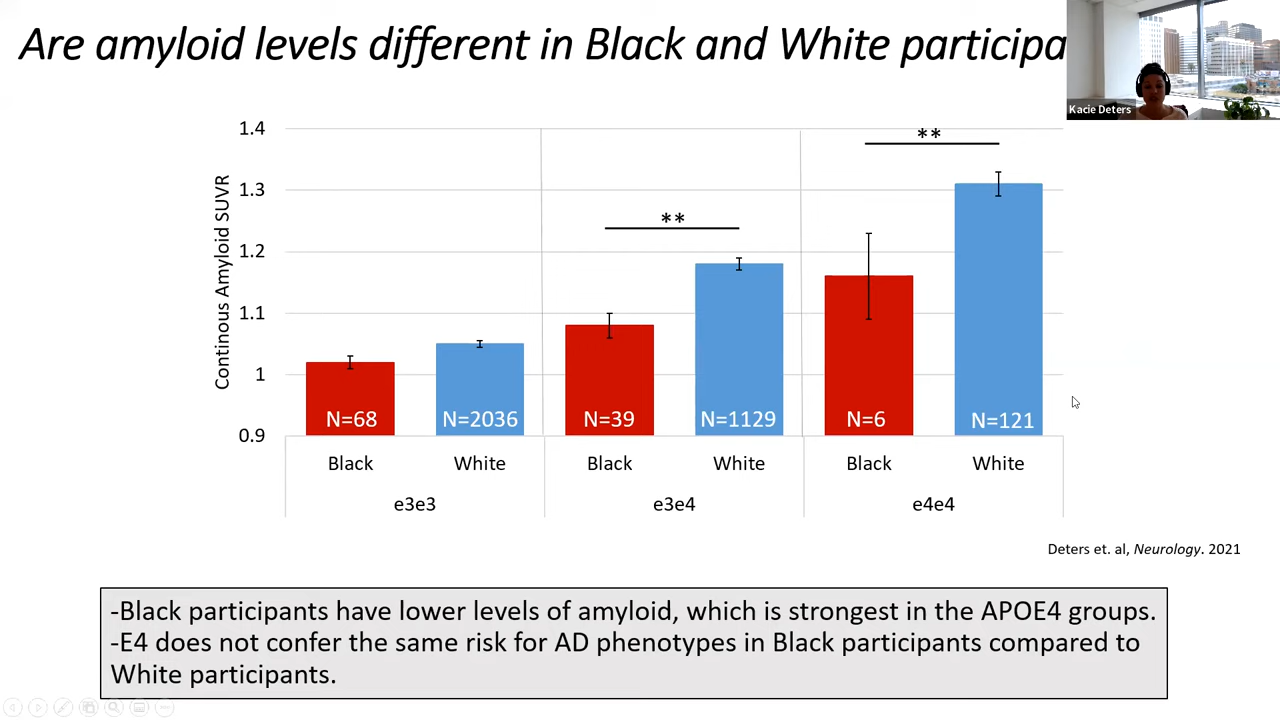 Are amyloid levels different in Black and White participa
Kacie Deters
Continous Amyloid SUVR
1.4
1.3
1.2
1.1
1
0.9
**
**
N=68
N=2036
N=39
N=1129
N=6
N=121
Black
White
Black
White
Black
White
e3e3
e3e4
e4e4
Deters et. al, Neurology. 2021
-Black participants have lower levels of amyloid, which is strongest in the APOE4 groups.
-E4 does not confer the same risk for AD phenotypes in Black participants compared to
White participants.